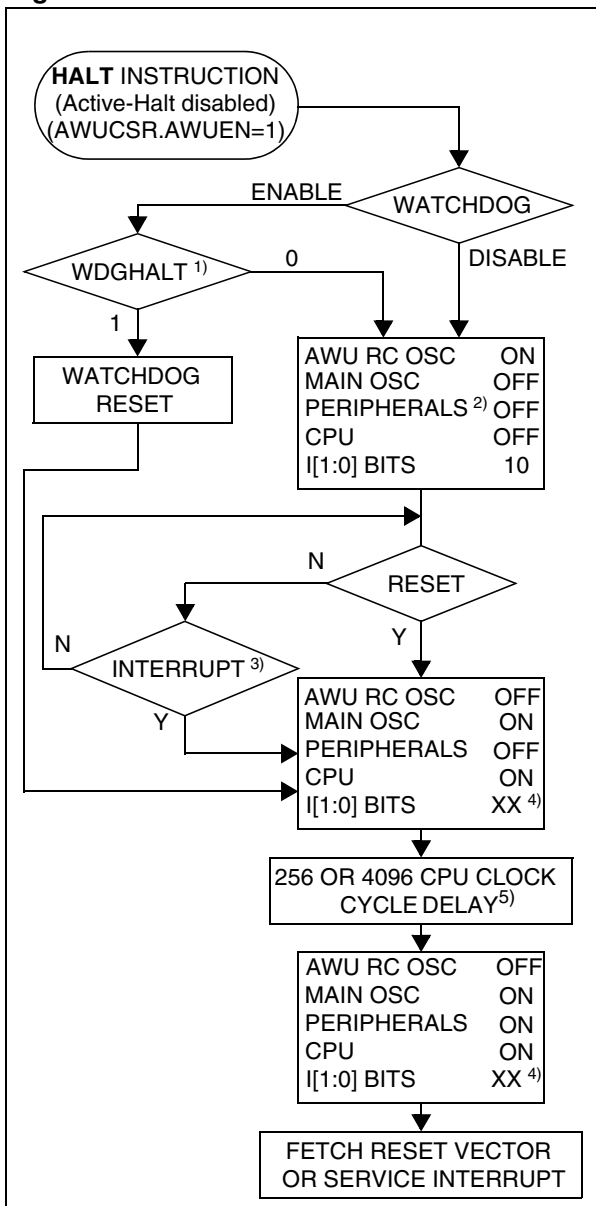 HALT INSTRUCTION
(Active-Halt disabled)
(AWUCSR.AWUEN=1)
ENABLE
WATCHDOG
WDGHALT 1)
0
DISABLE
1
WATCHDOG
RESET
AWU RC OSC ON
MAIN OSC OFF
PERIPHERALS 2) OFF
CPU OFF
I[1:0] BITS 10
N
RESET
N
Y
INTERRUPT 3)
Y
AWU RC OSC OFF
MAIN OSC ON
PERIPHERALS OFF
CPU ON
I[1:0] BITS XX 4)
256 OR 4096 CPU CLOCK
CYCLE DELAY5)
AWU RC OSC OFF
MAIN OSC ON
PERIPHERALS ON
CPU ON
I[1:0] BITS XX 4)
FETCH RESET VECTOR
OR SERVICE INTERRUPT